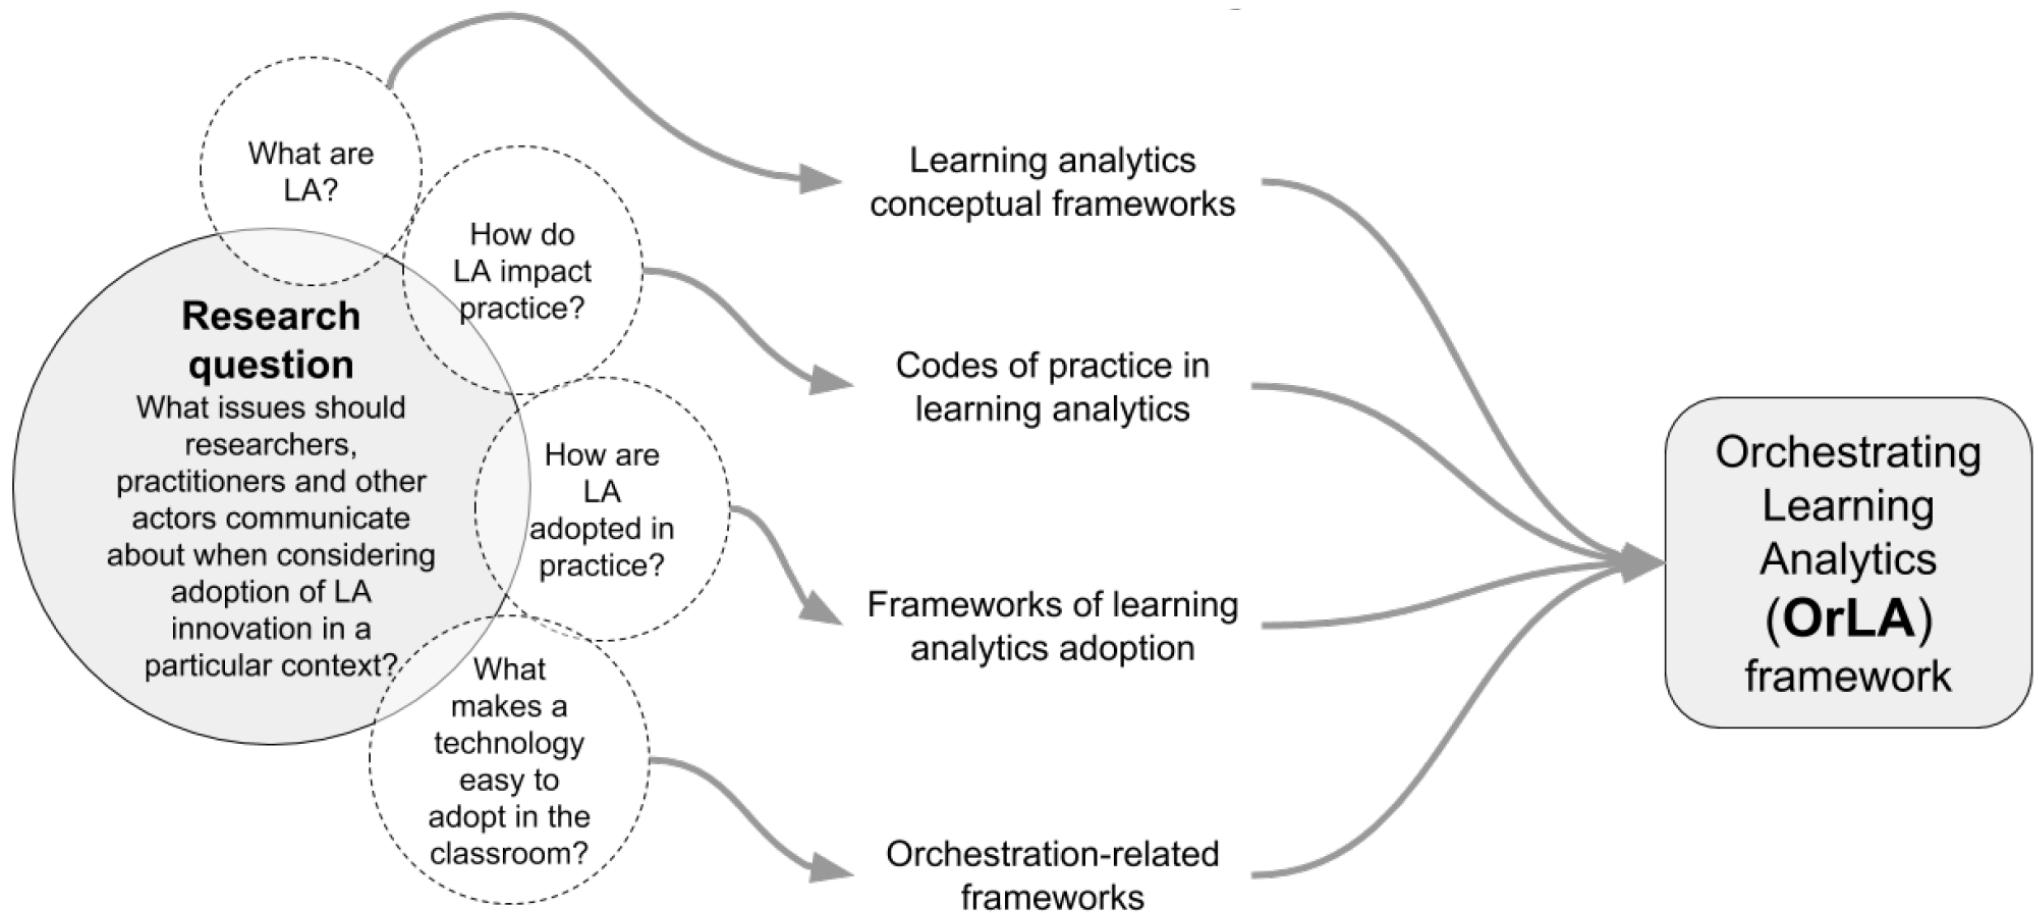 What are
LA?
How do
LA impact
practice?
Research
question
What issues should
researchers,
practitioners and other
actors communicate
about when considering
adoption of LA
innovation in a
particular context?
How are
LA
adopted in
practice?
What
makes a
technology
easy to
adopt in the
classroom?
Learning analytics
conceptual frameworks
Codes of practice in
learning analytics
Frameworks of learning
analytics adoption
Orchestration-related
frameworks
Orchestrating
Learning
Analytics
(OrLA)
framework